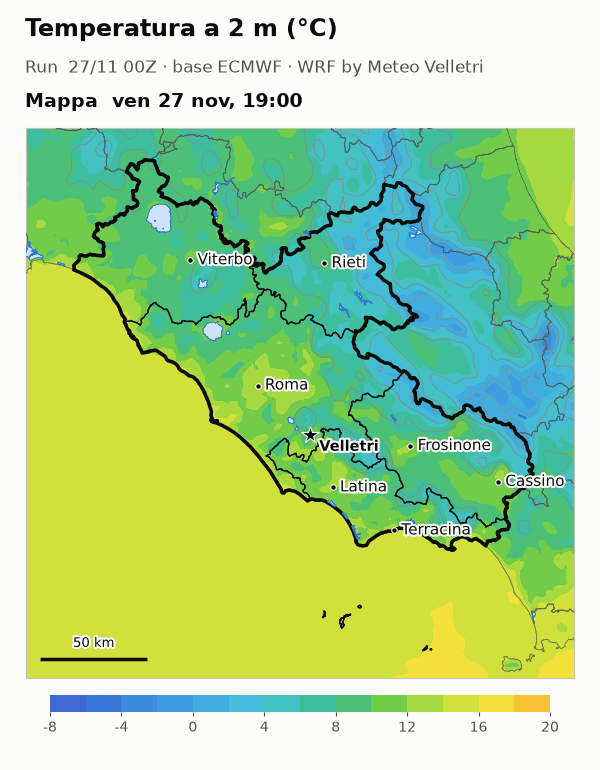 Temperatura a 2 m (°C)
Run  27/11 00Z · base ECMWF · WRF by Meteo Velletri
Mappa  ven 27 nov, 19:00
Viterbo
Rieti
Roma
Velletri
Frosinone
Cassino
Latina
Terracina
50 km
-8 -4 0 4 8 12 16 20